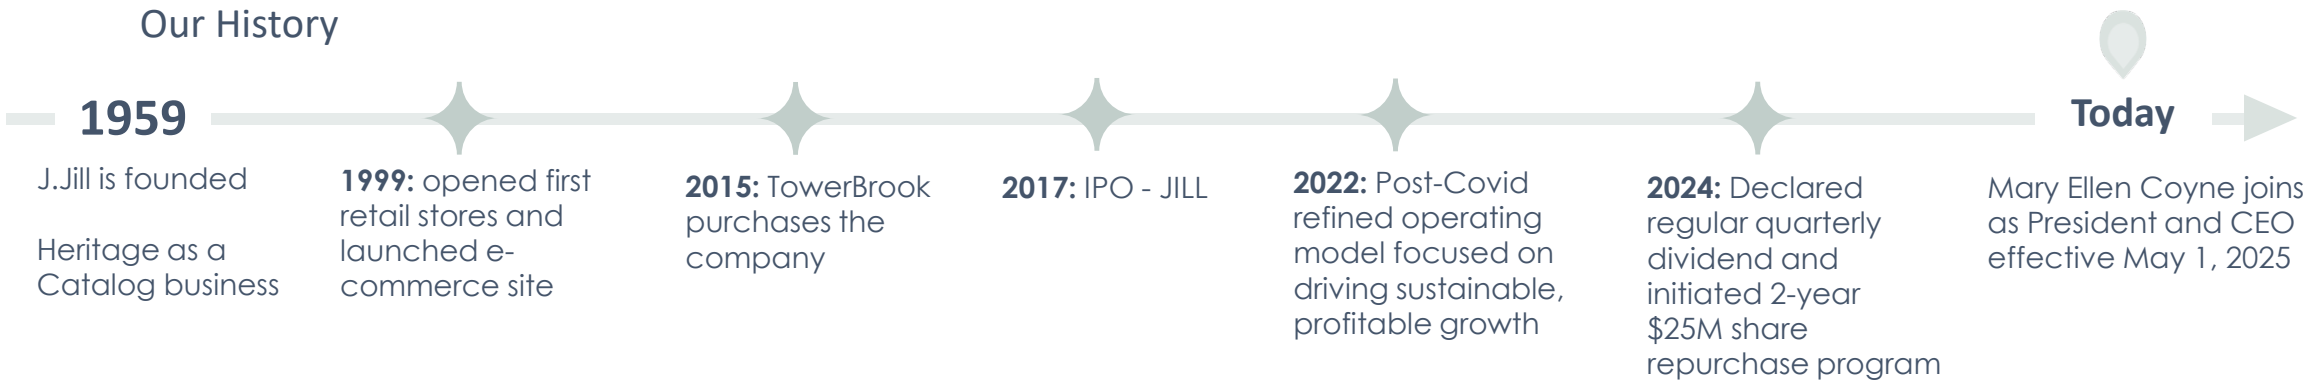 Our History
1959
J.Jill is founded
Heritage as a
Catalog business
1999: opened first
retail stores and
launched e-
commerce site
2015: TowerBrook
purchases the
company
2017: IPO - JILL
2022: Post-Covid
refined operating
model focused on
driving sustainable,
profitable growth
2024: Declared
regular quarterly
dividend and
initiated 2-year
$25M share
repurchase program
Today
Mary Ellen Coyne joins
as President and CEO
effective May 1, 2025